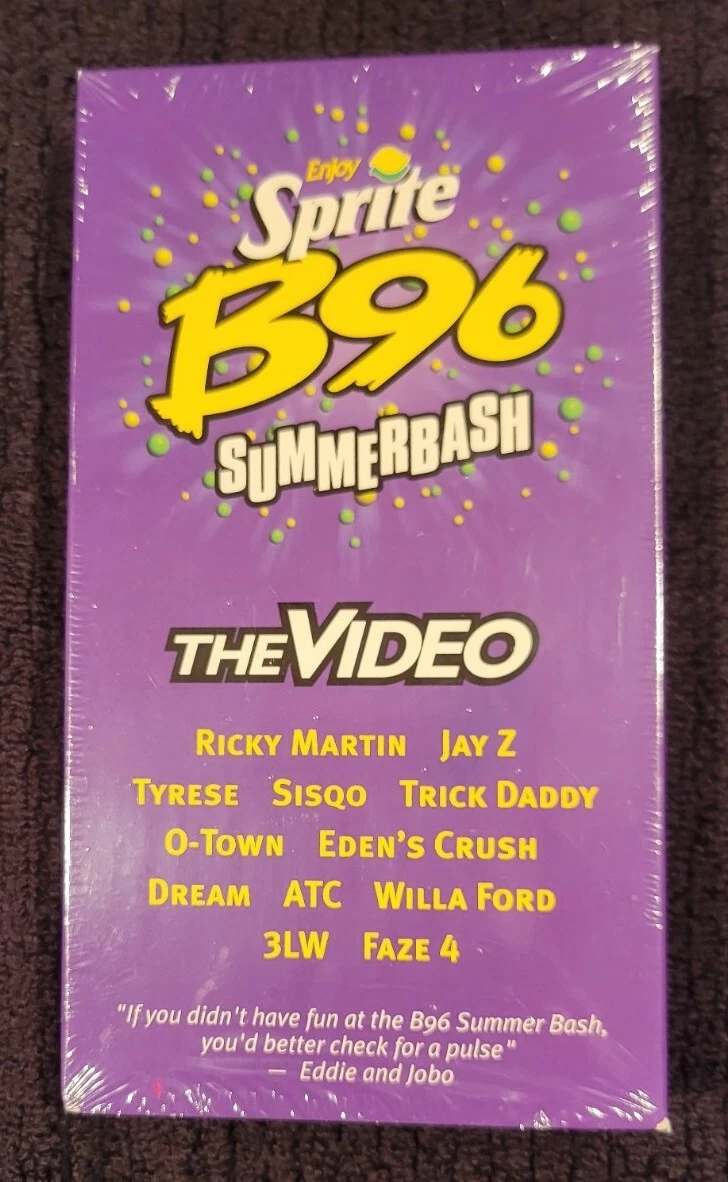 Enjoy
Sprite
B96
SUMMERBASH
THE VIDEO
RICKY MARTIN JAY Z
TYRESE SISQO TRICK DADDY
O-TOWN EDEN'S CRUSH
DREAM ATC WILLA FORD
3LW FAZE 4
"If you didn't have fun at the B96 Summer Bash,
you'd better check for a pulse"
— Eddie and Jobo